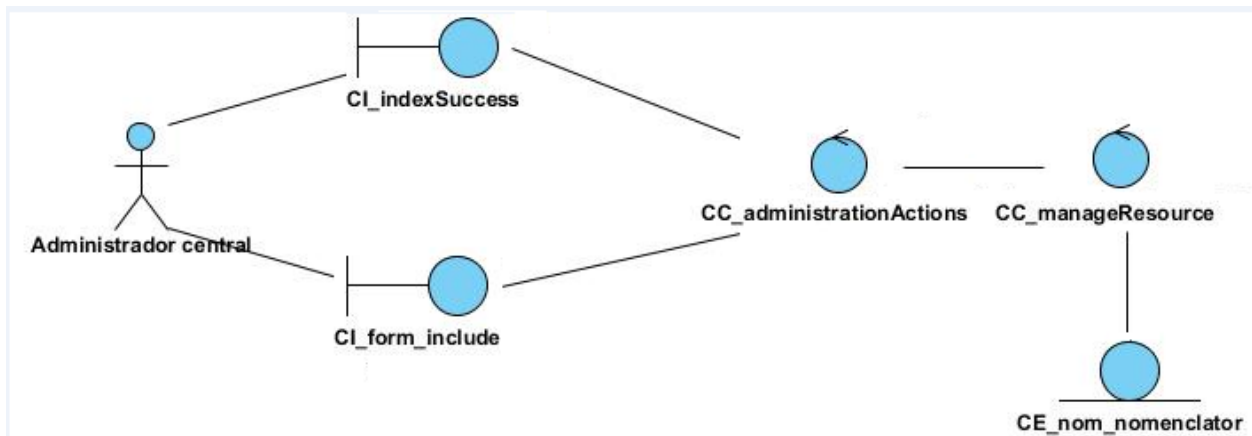 CI_indexSuccess
Administrador central
CI_form_include
CC_administrationActions
CC_manageResource
CE_nom_nomenclator